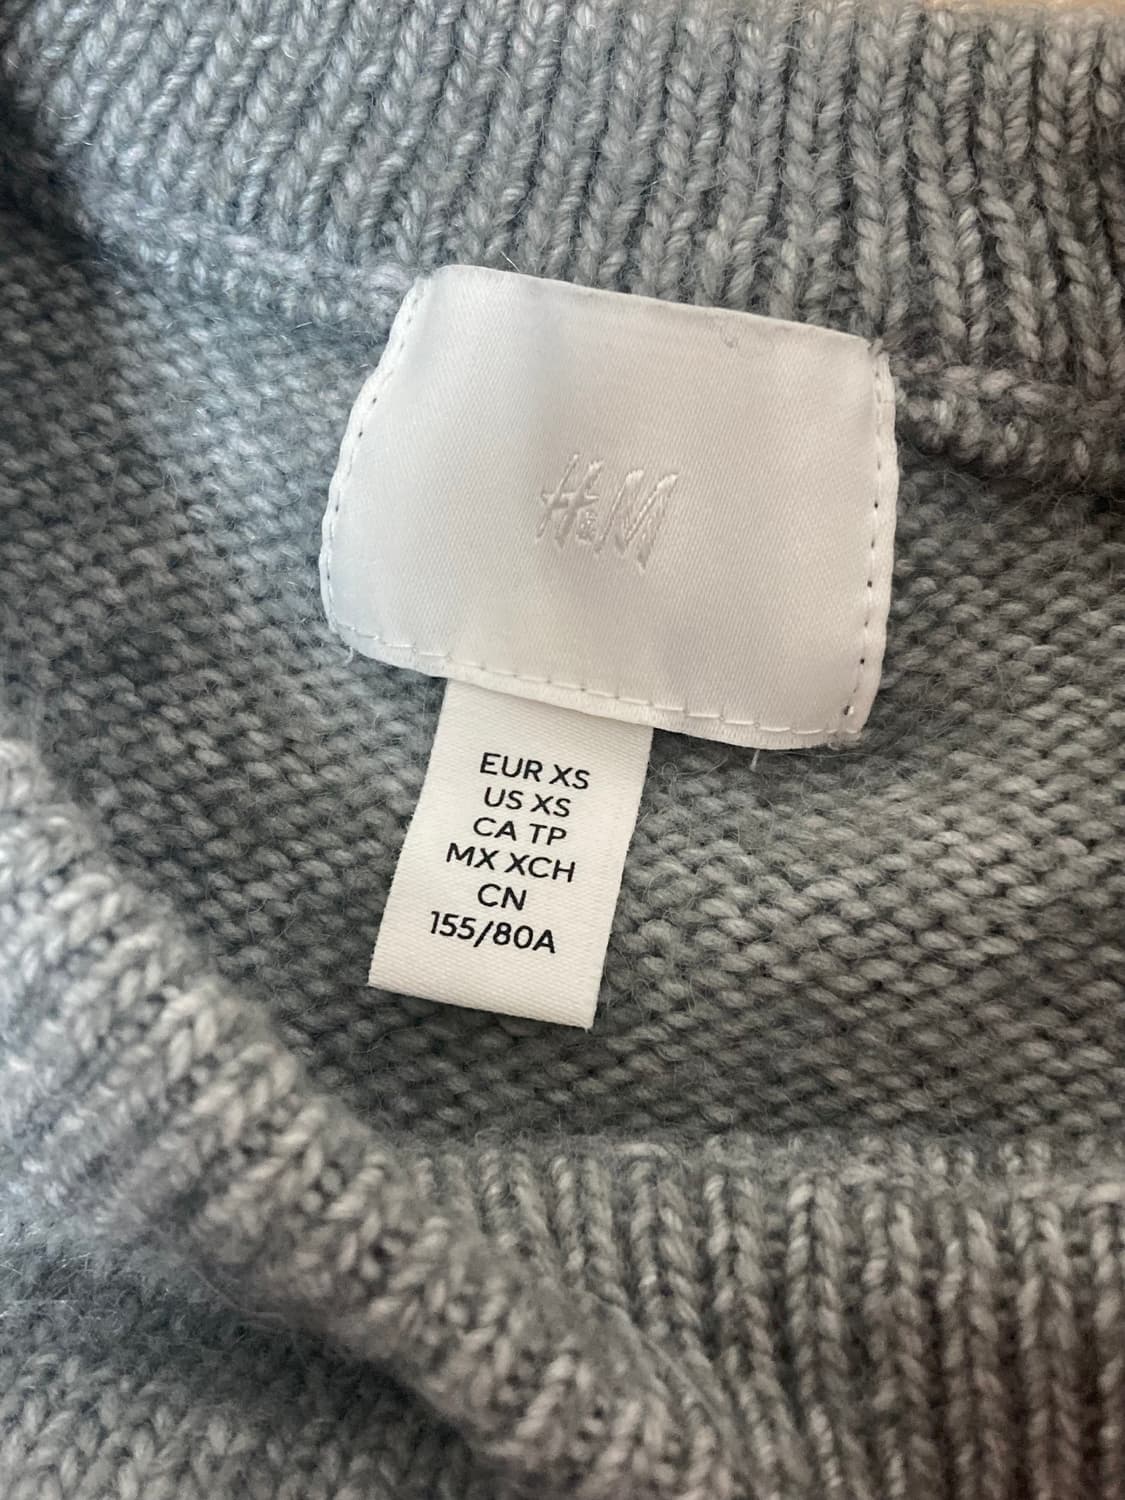 H&M
EUR XS
US XS
CA TP
MX XCH
CN
155/80A